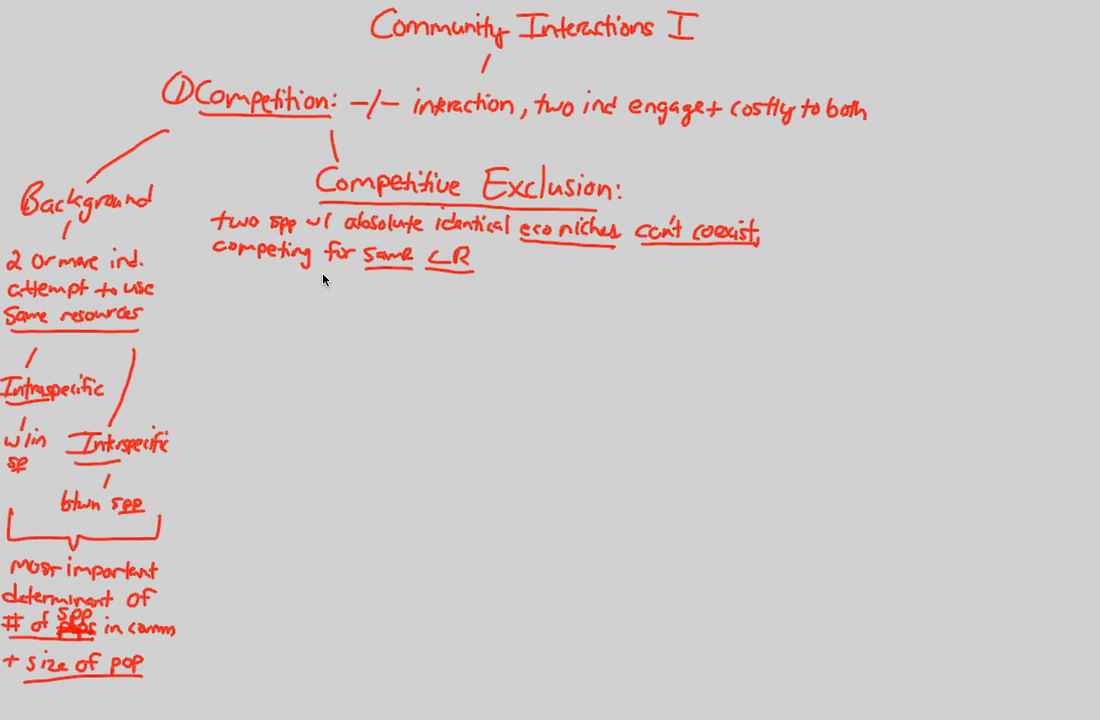 Community Interactions I
① Competition: -/- interaction, two ind engage + costly to both
Competitive Exclusion:
two spp w/ absolute identical eco niches can't coexist,
competing for same LR
Background
2 or more ind.
attempt to use
same resources
Intraspecific
w/in
sp
Interspecific
btwn spp
most important
determinant of
# of spp in comm
+ size of pop